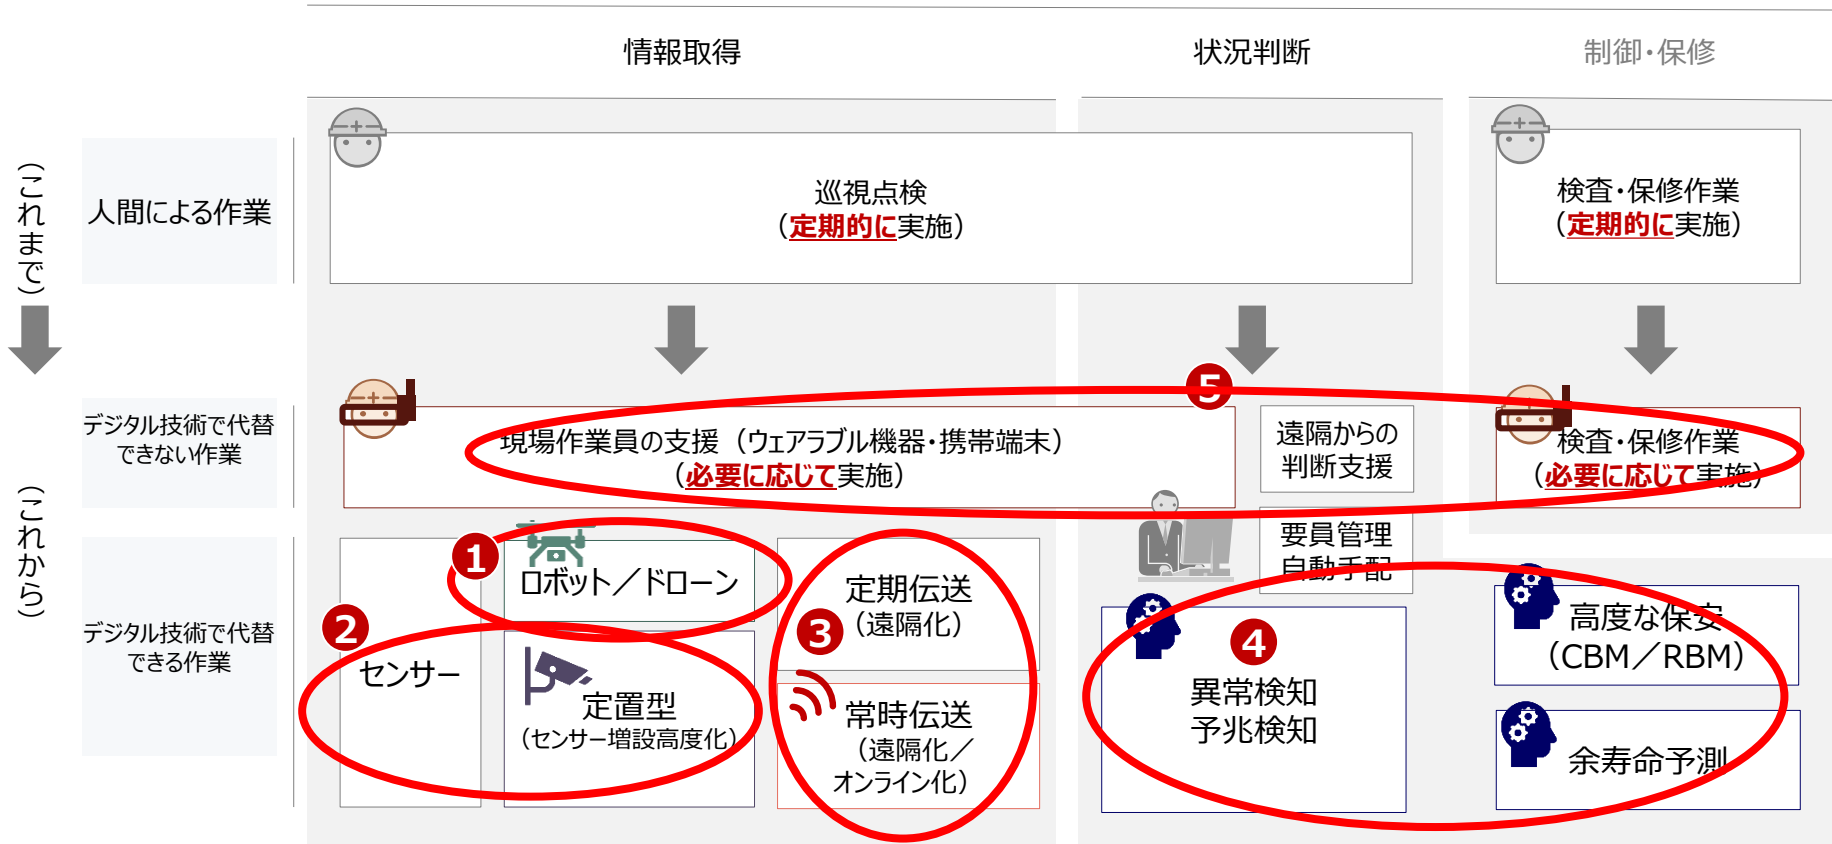 情報取得
状況判断
制御・保修
（これまで）
人間による作業
巡視点検
（定期的に実施）
検査・保修作業
（定期的に実施）
（これから）
デジタル技術で代替
できない作業
5
現場作業員の支援（ウェアラブル機器・携帯端末）
（必要に応じて実施）
遠隔からの
判断支援
検査・保修作業
（必要に応じて実施）
要員管理
自動手配
デジタル技術で代替
できる作業
1
ロボット／ドローン
2
センサー
定置型
（センサー増設高度化）
3
定期伝送
（遠隔化）
常時伝送
（遠隔化／
オンライン化）
4
異常検知
予兆検知
高度な保安
（CBM／RBM）
余寿命予測